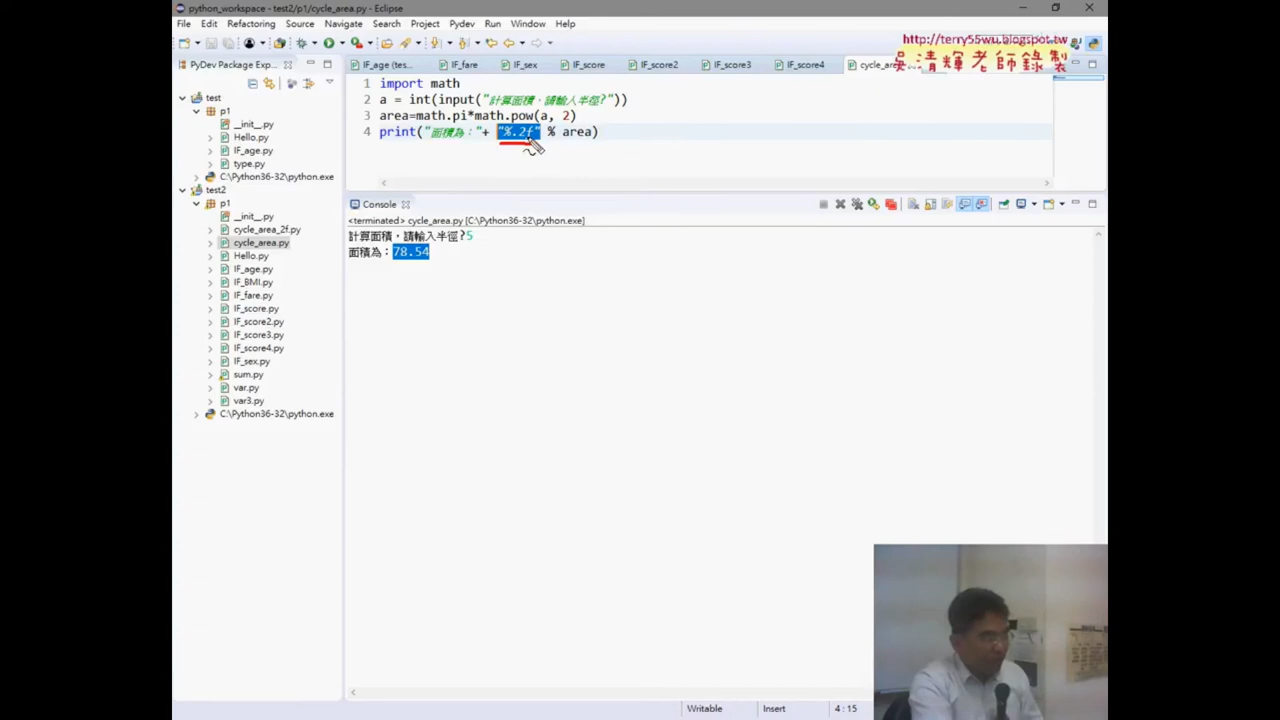 python_workspace - test2/p1/cycle_area.py - Eclipse
File Edit Refactoring Source Navigate Search Project Pydev Run Window Help
http://terry55wu.blogspot.tw
吳清輝老師錄製
PyDev Package Exp...
IF_age (tes... IF_fare IF_sex IF_score IF_score2 IF_score3 IF_score4 cycle_are
test
p1
__init__.py
Hello.py
IF_age.py
type.py
C:\Python36-32\python.exe
test2
p1
__init__.py
cycle_area_2f.py
cycle_area.py
Hello.py
IF_age.py
IF_BMI.py
IF_fare.py
IF_score.py
IF_score2.py
IF_score3.py
IF_score4.py
IF_sex.py
sum.py
var.py
var3.py
C:\Python36-32\python.exe
1 import math
2 a = int(input("計算面積，請輸入半徑?"))
3 area=math.pi*math.pow(a, 2)
4 print("面積為："+ "%.2f" % area)
Console
<terminated> cycle_area.py [C:\Python36-32\python.exe]
計算面積，請輸入半徑?5
面積為：78.54
Writable Insert 4 : 15